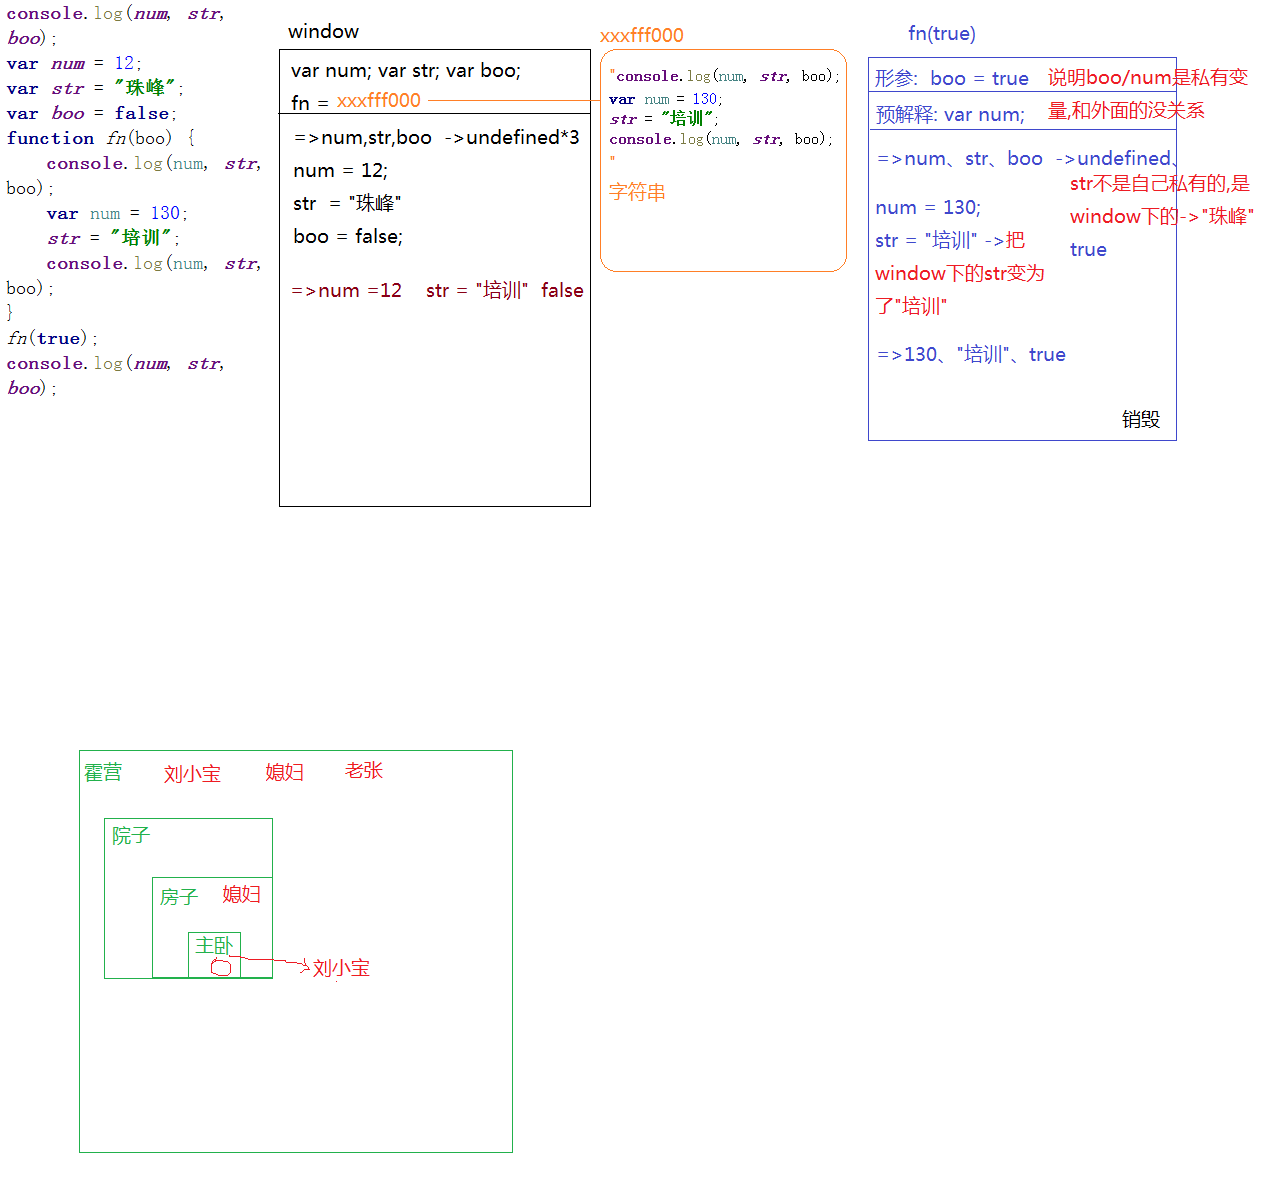 console.log(num, str,
boo);
var num = 12;
var str = "珠峰";
var boo = false;
function fn(boo) {
    console.log(num, str,
boo);
    var num = 130;
    str = "培训";
    console.log(num, str,
boo);
}
fn(true);
console.log(num, str,
boo);
window
var num; var str; var boo;
fn = xxxfff000
=>num,str,boo ->undefined*3
num = 12;
str = "珠峰"
boo = false;
=>num =12 str = "培训" false
xxxfff000
"console.log(num, str, boo);
var num = 130;
str = "培训";
console.log(num, str, boo);
"
字符串
fn(true)
形参: boo = true
说明boo/num是私有变
量,和外面的没关系
预解释: var num;
=>num、str、boo ->undefined、
str不是自己私有的,是
window下的->"珠峰"
true
num = 130;
str = "培训" ->把
window下的str变为
了"培训"
=>130、"培训"、true
销毁
霍营 刘小宝 媳妇 老张
院子
房子 媳妇
主卧
刘小宝